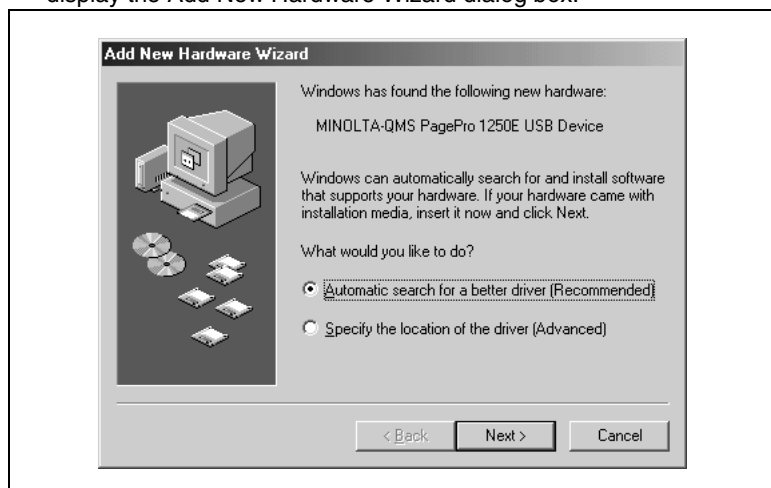 display the Add New Hardware Wizard dialog box.
Add New Hardware Wizard
Windows has found the following new hardware:
MINOLTA-QMS PagePro 1250E USB Device
Windows can automatically search for and install software
that supports your hardware. If your hardware came with
installation media, insert it now and click Next.
What would you like to do?
Automatic search for a better driver (Recommended)
Specify the location of the driver (Advanced)
< Back
Next >
Cancel